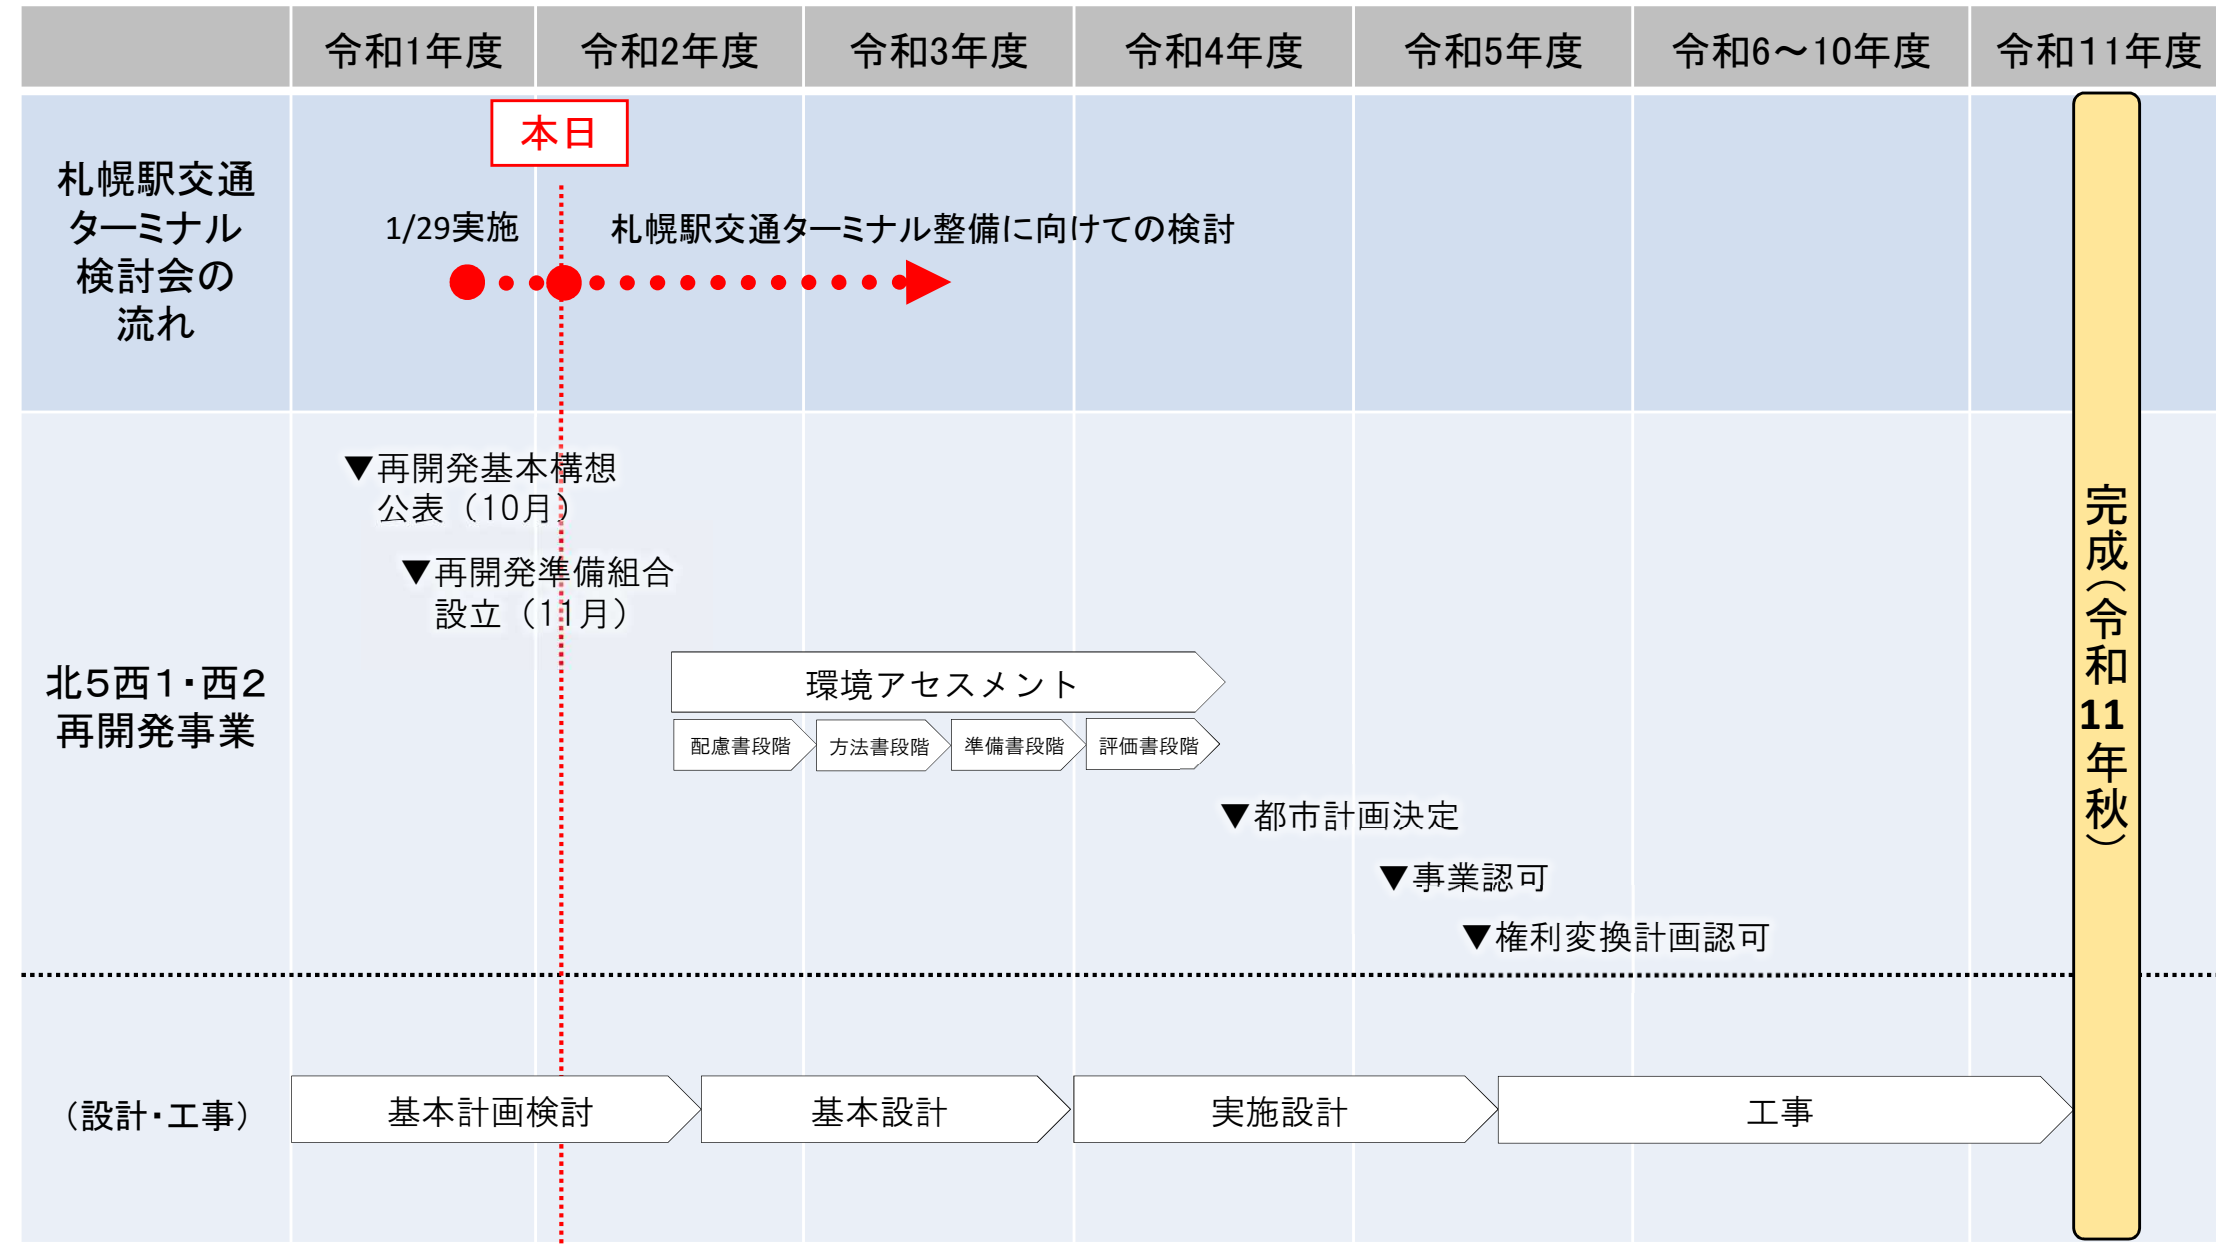 令和1年度
令和2年度
令和3年度
令和4年度
令和5年度
令和6～10年度
令和11年度
札幌駅交通
ターミナル
検討会の
流れ
本日
1/29実施
札幌駅交通ターミナル整備に向けての検討
北5西1・西2
再開発事業
▼再開発基本構想
公表（10月）
▼再開発準備組合
設立（11月）
環境アセスメント
配慮書段階
方法書段階
準備書段階
評価書段階
▼都市計画決定
▼事業認可
▼権利変換計画認可
（設計・工事）
基本計画検討
基本設計
実施設計
工事
完成（令和11年秋）